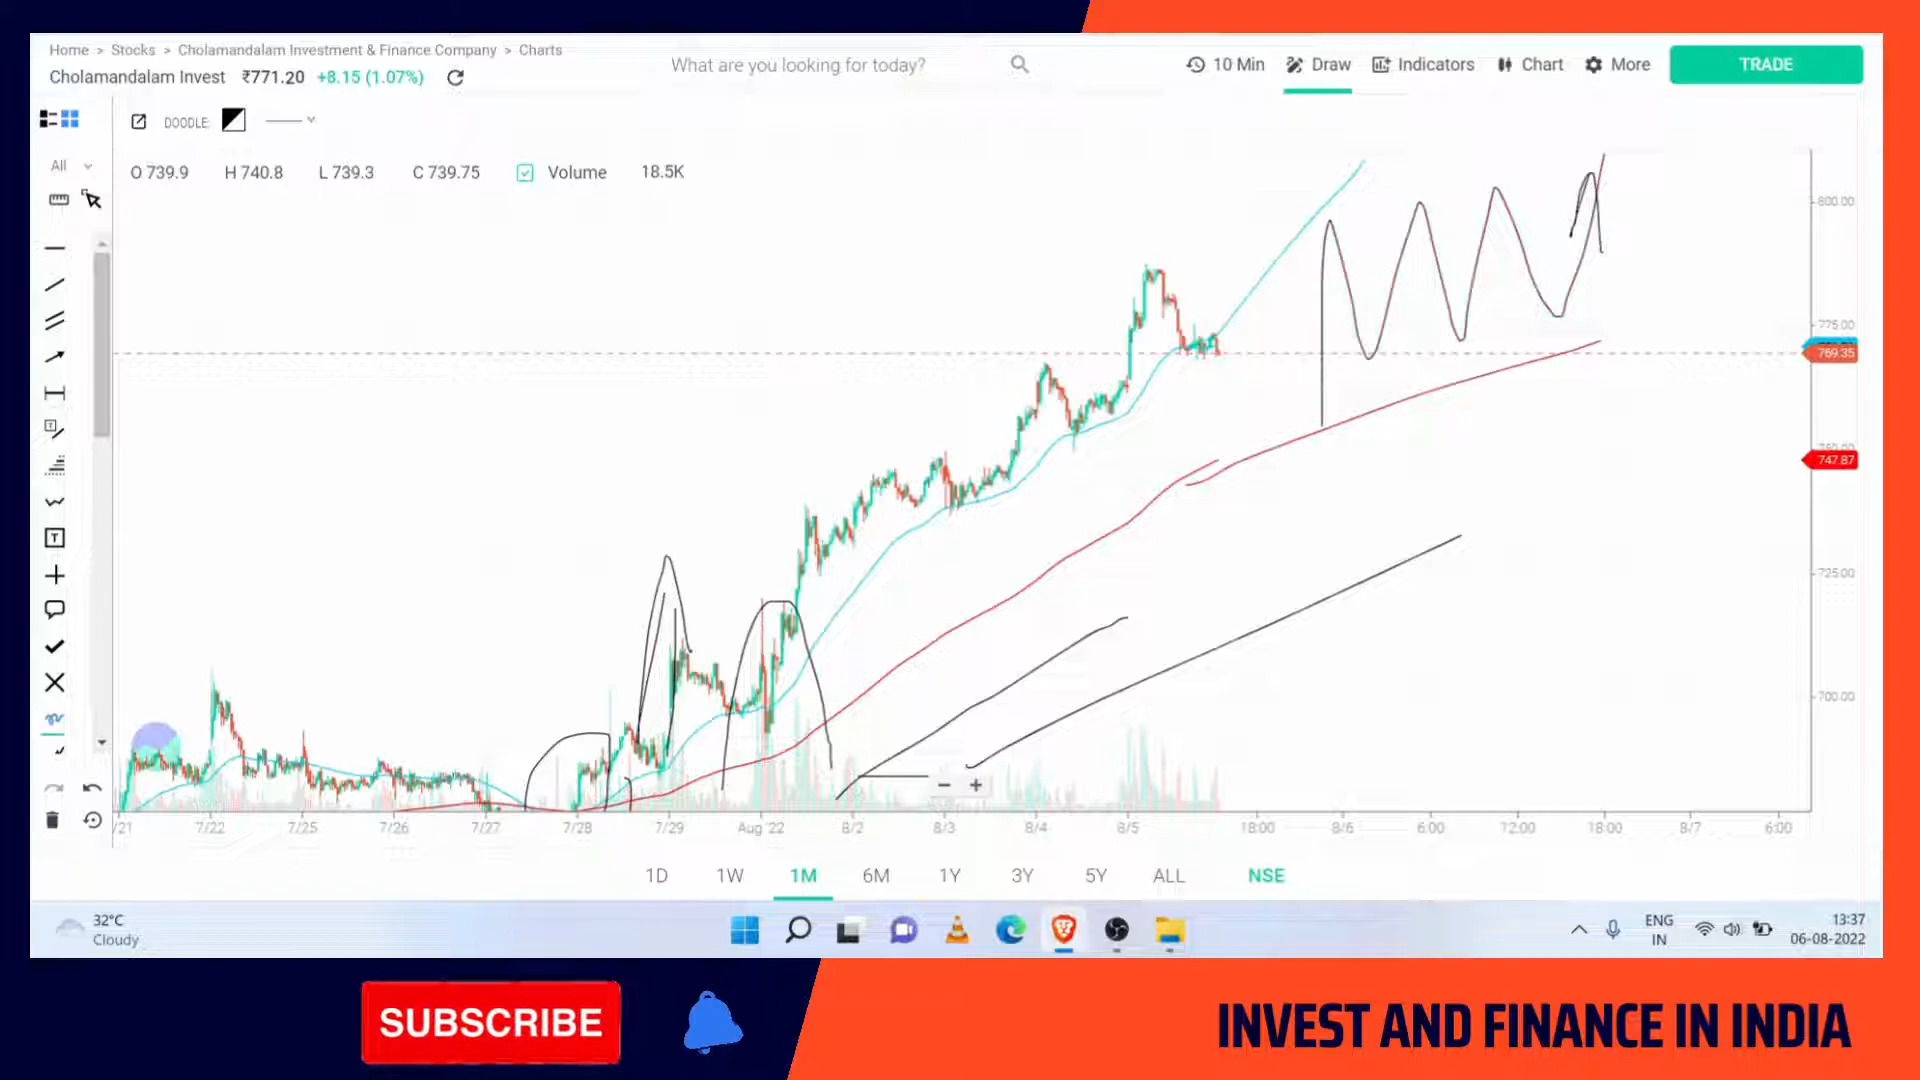 Home > Stocks > Cholamandalam Investment & Finance Company > Charts
Cholamandalam Invest ₹771.20 +8.15 (1.07%)
What are you looking for today?
10 Min Draw Indicators Chart More TRADE
DOODLE:
All
O 739.9 H 740.8 L 739.3 C 739.75 Volume 18.5K
800.00
775.00
769.35
750.00
747.87
725.00
700.00
T
− +
/21 7/22 7/25 7/26 7/27 7/28 7/29 Aug '22 8/2 8/3 8/4 8/5 18:00 8/6 6:00 12:00 18:00 8/7 6:00
1D 1W 1M 6M 1Y 3Y 5Y ALL NSE
32°C
Cloudy
ENG
IN
13:37
06-08-2022
SUBSCRIBE
INVEST AND FINANCE IN INDIA